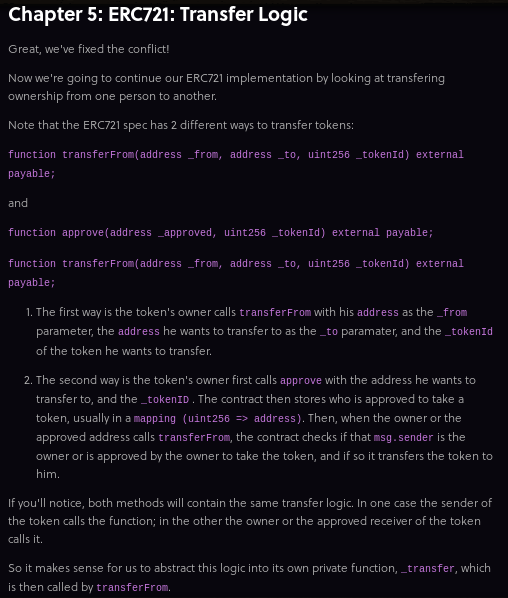 Chapter 5: ERC721: Transfer Logic
Great, we've fixed the conflict!
Now we're going to continue our ERC721 implementation by looking at transfering
ownership from one person to another.
Note that the ERC721 spec has 2 different ways to transfer tokens:
function transferFrom(address _from, address _to, uint256 _tokenId) external
payable;
and
function approve(address _approved, uint256 _tokenId) external payable;
function transferFrom(address _from, address _to, uint256 _tokenId) external
payable;
1. The first way is the token's owner calls transferFrom with his address as the _from
parameter, the address he wants to transfer to as the _to paramater, and the _tokenId
of the token he wants to transfer.
2. The second way is the token's owner first calls approve with the address he wants to
transfer to, and the _tokenID . The contract then stores who is approved to take a
token, usually in a mapping (uint256 => address). Then, when the owner or the
approved address calls transferFrom, the contract checks if that msg.sender is the
owner or is approved by the owner to take the token, and if so it transfers the token to
him.
If you'll notice, both methods will contain the same transfer logic. In one case the sender of
the token calls the function; in the other the owner or the approved receiver of the token
calls it.
So it makes sense for us to abstract this logic into its own private function, _transfer, which
is then called by transferFrom.